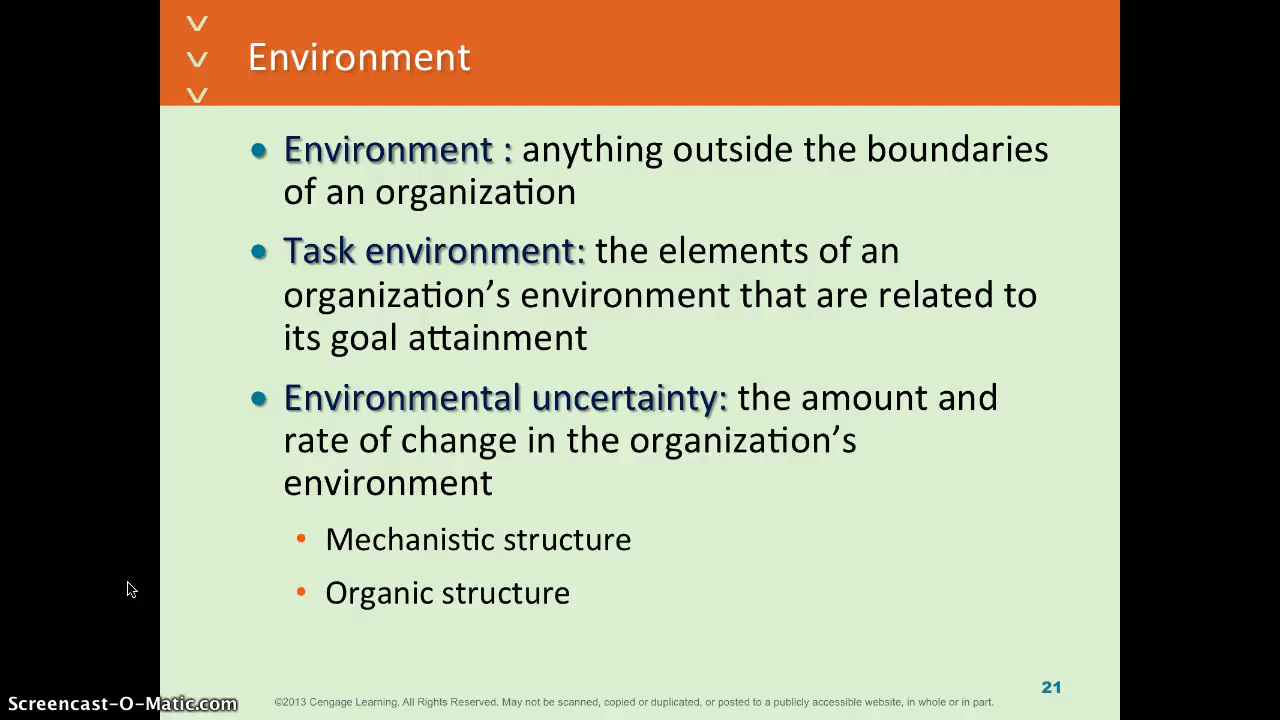 Environment
• Environment : anything outside the boundaries
of an organization
• Task environment: the elements of an
organization’s environment that are related to
its goal attainment
• Environmental uncertainty: the amount and
rate of change in the organization’s
environment
• Mechanistic structure
• Organic structure
21
©2013 Cengage Learning. All Rights Reserved. May not be scanned, copied or duplicated, or posted to a publicly accessible website, in whole or in part.
Screencast-O-Matic.com